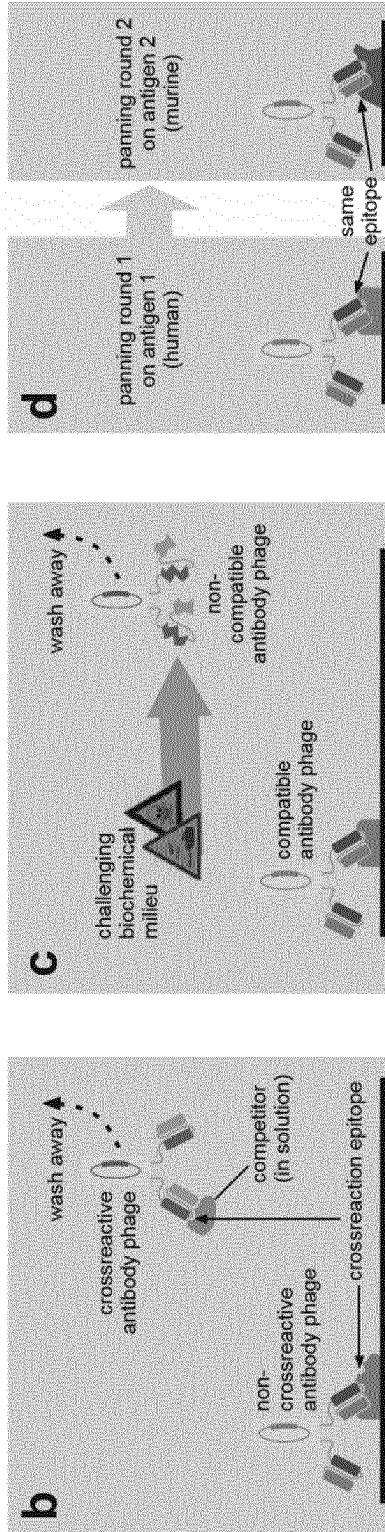 b
wash away
crossreactive
antibody phage
competitor
(in solution)
non-
crossreactive
antibody phage
crossreaction epitope
c
wash away
challenging
biochemical
milieu
non-
compatible
antibody phage
compatible
antibody phage
d
panning round 1
on antigen 1
(human)
panning round 2
on antigen 2
(murine)
same
epitope